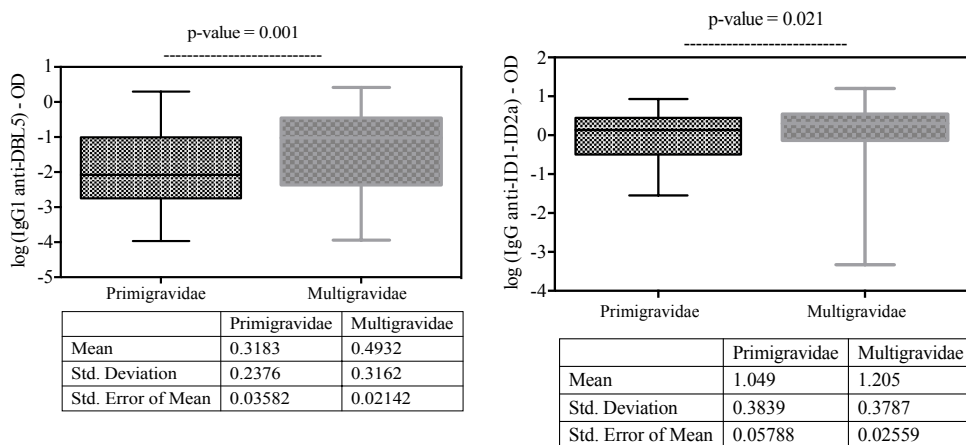 p-value = 0.001
log (IgG1 anti-DBL5) - OD
1
0
-1
-2
-3
-4
-5
Primigravidae Multigravidae
Primigravidae Multigravidae
Mean 0.3183 0.4932
Std. Deviation 0.2376 0.3162
Std. Error of Mean 0.03582 0.02142
p-value = 0.021
log (IgG anti-ID1-ID2a) - OD
2
1
0
-1
-2
-3
-4
Primigravidae Multigravidae
Primigravidae Multigravidae
Mean 1.049 1.205
Std. Deviation 0.3839 0.3787
Std. Error of Mean 0.05788 0.02559